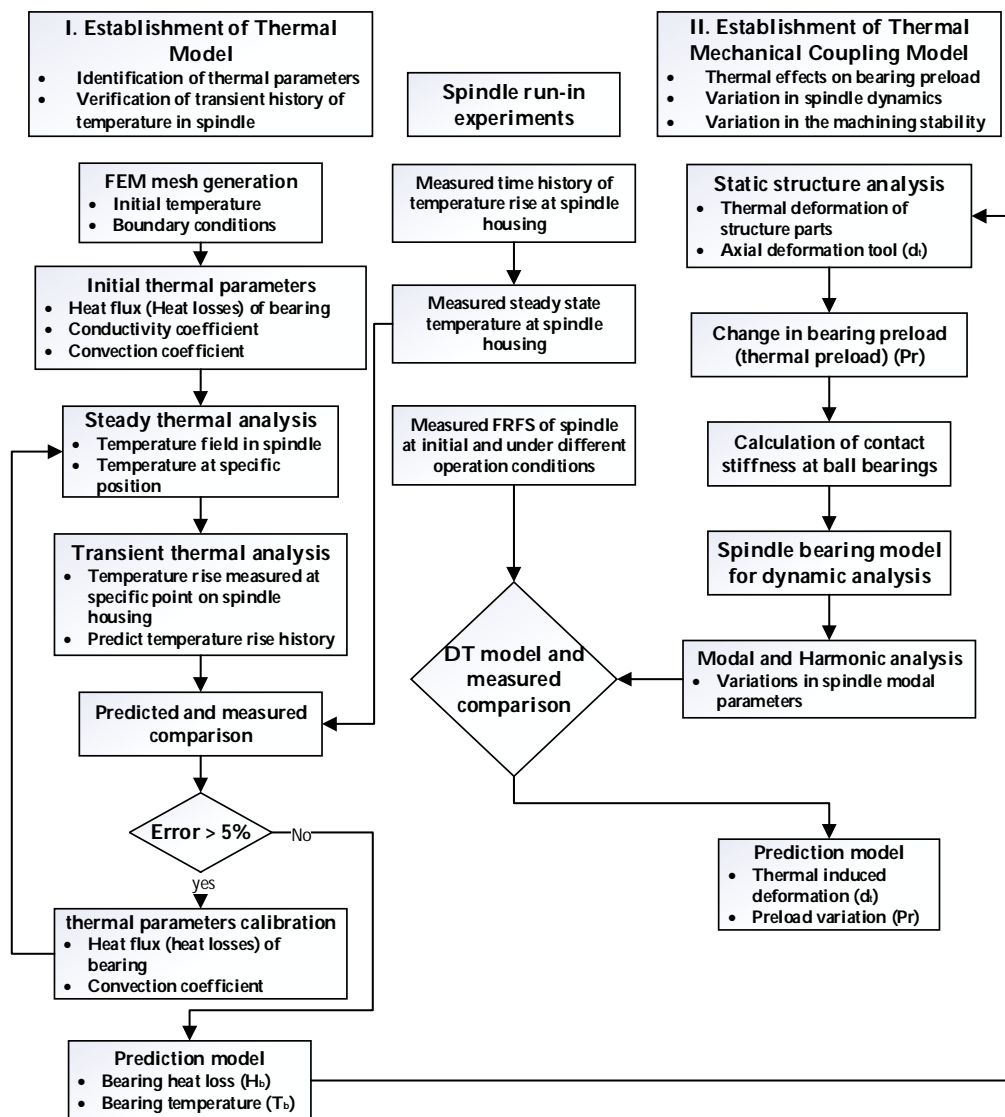 I. Establishment of Thermal
Model
• Identification of thermal parameters
• Verification of transient history of
temperature in spindle
FEM mesh generation
• Initial temperature
• Boundary conditions
Initial thermal parameters
• Heat flux (Heat losses) of bearing
• Conductivity coefficient
• Convection coefficient
Steady thermal analysis
• Temperature field in spindle
• Temperature at specific
position
Transient thermal analysis
• Temperature rise measured at
specific point on spindle
housing
• Predict temperature rise history
Predicted and measured
comparison
Error > 5%
No
yes
thermal parameters calibration
• Heat flux (heat losses) of
bearing
• Convection coefficient
Prediction model
• Bearing heat loss (Hb)
• Bearing temperature (Tb)
Spindle run-in
experiments
Measured time history of
temperature rise at spindle
housing
Measured steady state
temperature at spindle
housing
Measured FRFS of spindle
at initial and under different
operation conditions
DT model and
measured
comparison
II. Establishment of Thermal
Mechanical Coupling Model
• Thermal effects on bearing preload
• Variation in spindle dynamics
• Variation in the machining stability
Static structure analysis
• Thermal deformation of
structure parts
• Axial deformation tool (dt)
Change in bearing preload
(thermal preload) (Pr)
Calculation of contact
stiffness at ball bearings
Spindle bearing model
for dynamic analysis
Modal and Harmonic analysis
• Variations in spindle modal
parameters
Prediction model
• Thermal induced
deformation (dt)
• Preload variation (Pr)